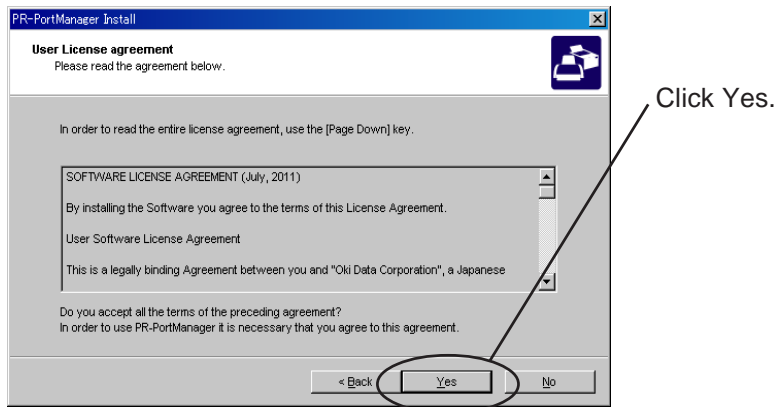 PR-PortManager Install
User License agreement
Please read the agreement below.
Click Yes.
In order to read the entire license agreement, use the [Page Down] key.
SOFTWARE LICENSE AGREEMENT (July, 2011)
By installing the Software you agree to the terms of this License Agreement.
User Software License Agreement
This is a legally binding Agreement between you and "Oki Data Corporation", a Japanese
Do you accept all the terms of the preceding agreement?
In order to use PR-PortManager it is necessary that you agree to this agreement.
< Back Yes No